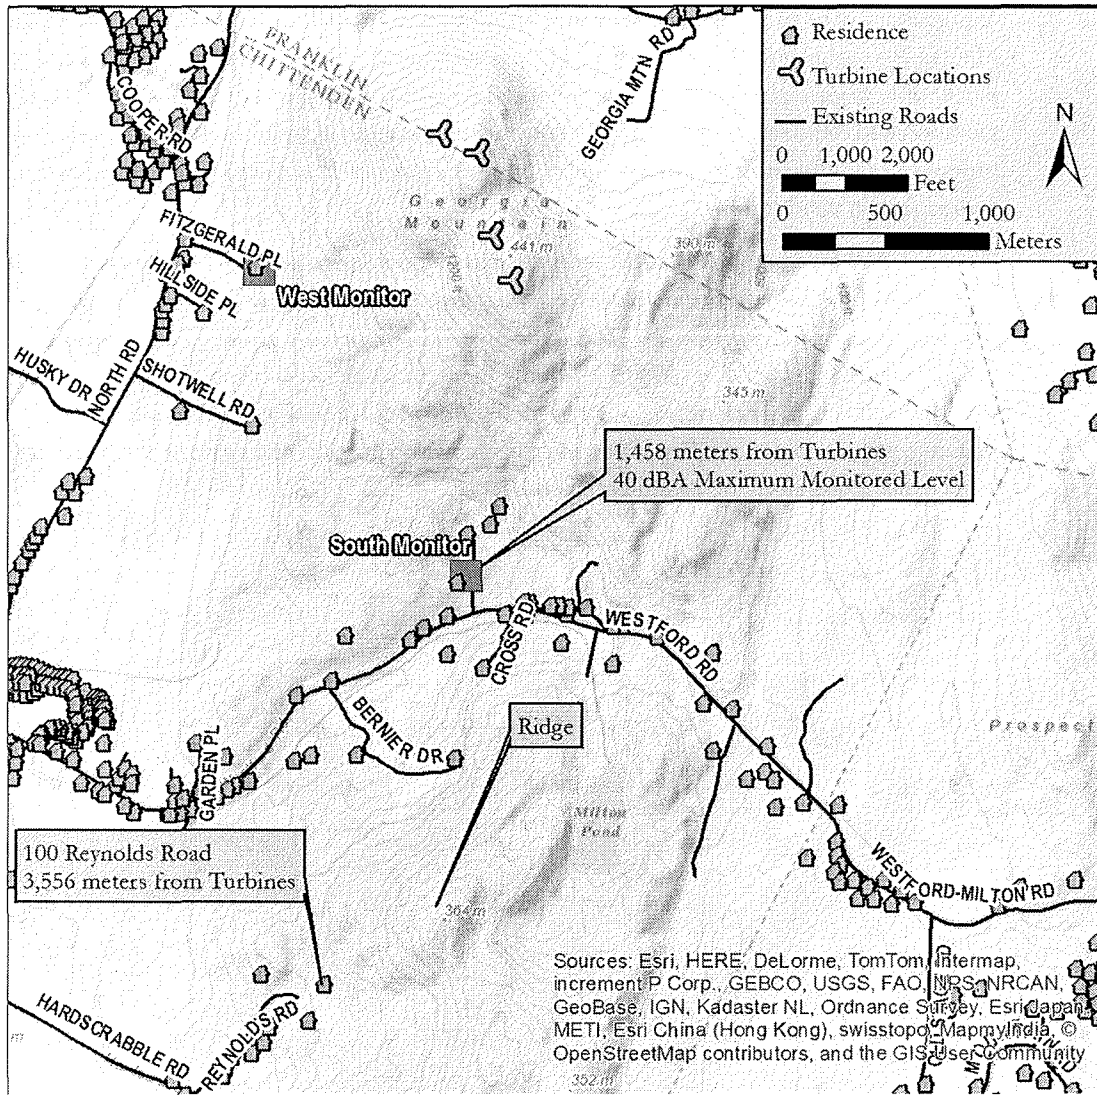 Residence
Turbine Locations
Existing Roads
N
0 1,000 2,000
Feet
0 500 1,000
Meters
FRANKLIN
CHITTENDEN
COOPER RD
GEORGIA MTN RD
Georgia
Mountain
441 m
390 m
FITZGERALD PL
HILLSIDE PL
West Monitor
HUSKY DR
NORTH RD
SHOTWELL RD
345 m
1,458 meters from Turbines
40 dBA Maximum Monitored Level
South Monitor
CROSS RD
WESTFORD RD
BERNIER DR
Ridge
Prospect
GARDEN PL
Milton
Pond
100 Reynolds Road
3,556 meters from Turbines
WESTFORD-MILTON RD
364 m
HARDSCRABBLE RD
REYNOLDS RD
m
Sources: Esri, HERE, DeLorme, TomTom, Intermap,
increment P Corp., GEBCO, USGS, FAO, NPS, NRCAN,
GeoBase, IGN, Kadaster NL, Ordnance Survey, Esri Japan,
METI, Esri China (Hong Kong), swisstopo, MapmyIndia, ©
OpenStreetMap contributors, and the GIS User Community
352 m